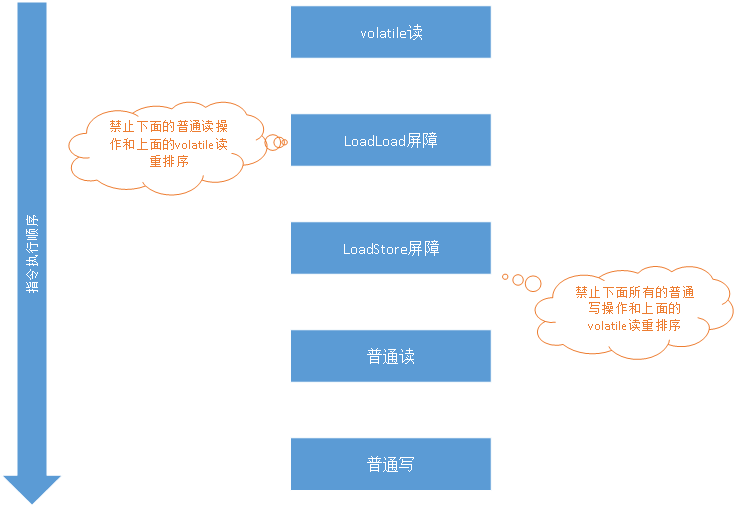 volatile读
禁止下面的普通读操
作和上面的volatile读
重排序
LoadLoad屏障
指令执行顺序
LoadStore屏障
禁止下面所有的普通
写操作和上面的
volatile读重排序
普通读
普通写